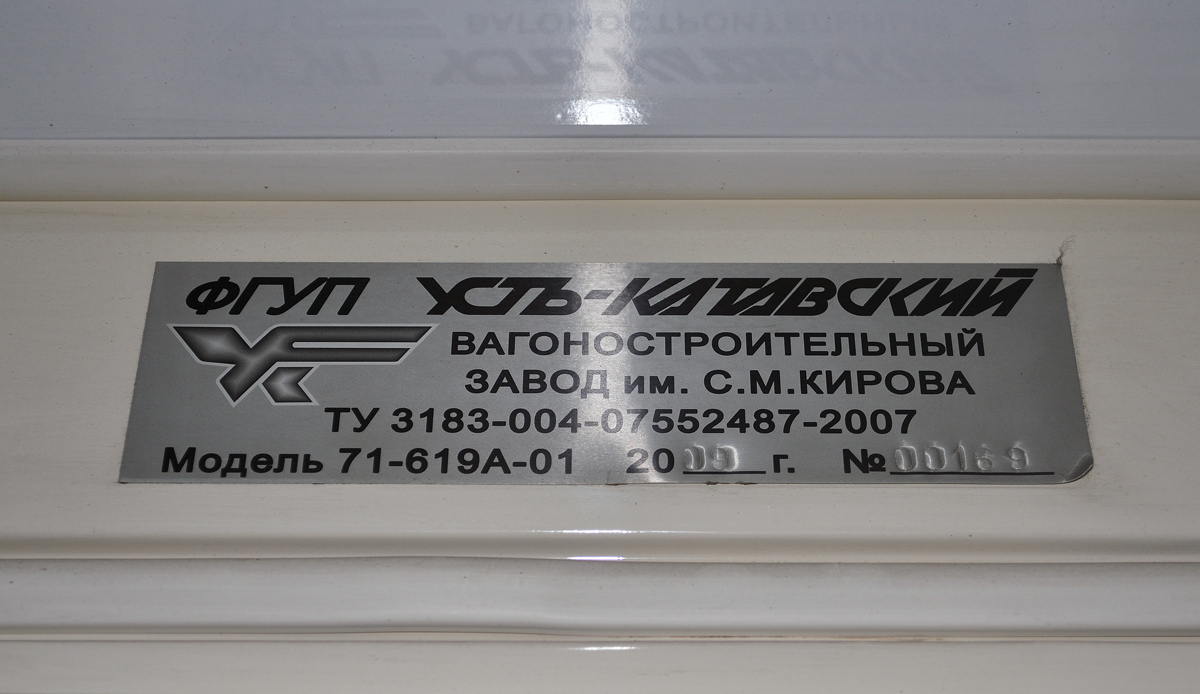 ФГУП УСТЬ-КАТАВСКИЙ
ВАГОНОСТРОИТЕЛЬНЫЙ
ЗАВОД им. С.М.КИРОВА
ТУ 3183-004-07552487-2007
Модель 71-619А-01 2009 г. №00169